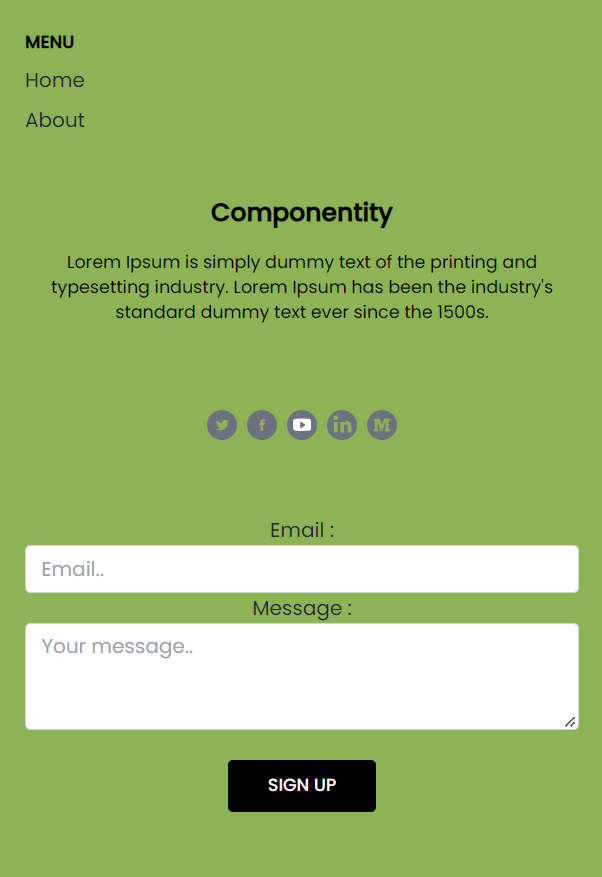 MENU
Home
About
Componentity
Lorem Ipsum is simply dummy text of the printing and
typesetting industry. Lorem Ipsum has been the industry's
standard dummy text ever since the 1500s.
f in M
Email :
Email..
Message :
Your message..
SIGN UP